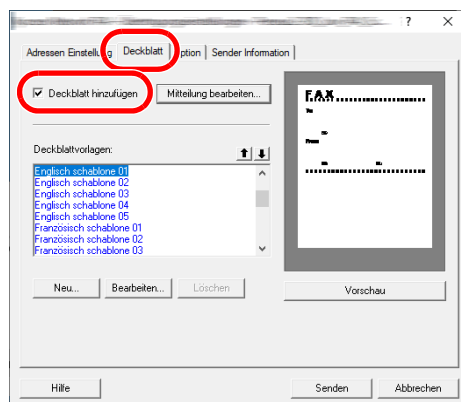 ?
Adressen Einstell
Deckblatt
ption
Sender Information
Deckblatt hinzufügen
Mitteilung bearbeiten...
FAX
Deckblattvorlagen:
Englisch schablone 01
Englisch schablone 02
Englisch schablone 03
Englisch schablone 04
Englisch schablone 05
Französisch schablone 01
Französisch schablone 02
Französisch schablone 03
Neu...
Bearbeiten...
Löschen
Vorschau
Hilfe
Senden
Abbrechen